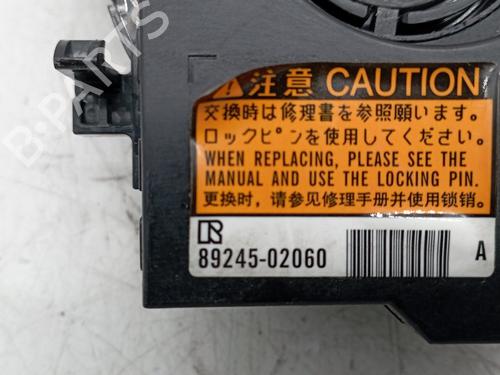 注意 CAUTION
交換時は修理書を参照願います。
ロックピンを使用してください。
WHEN REPLACING, PLEASE SEE THE
MANUAL AND USE THE LOCKING PIN.
更换时, 请参见修理手册并使用锁销。
89245-02060
A
B-PARTS